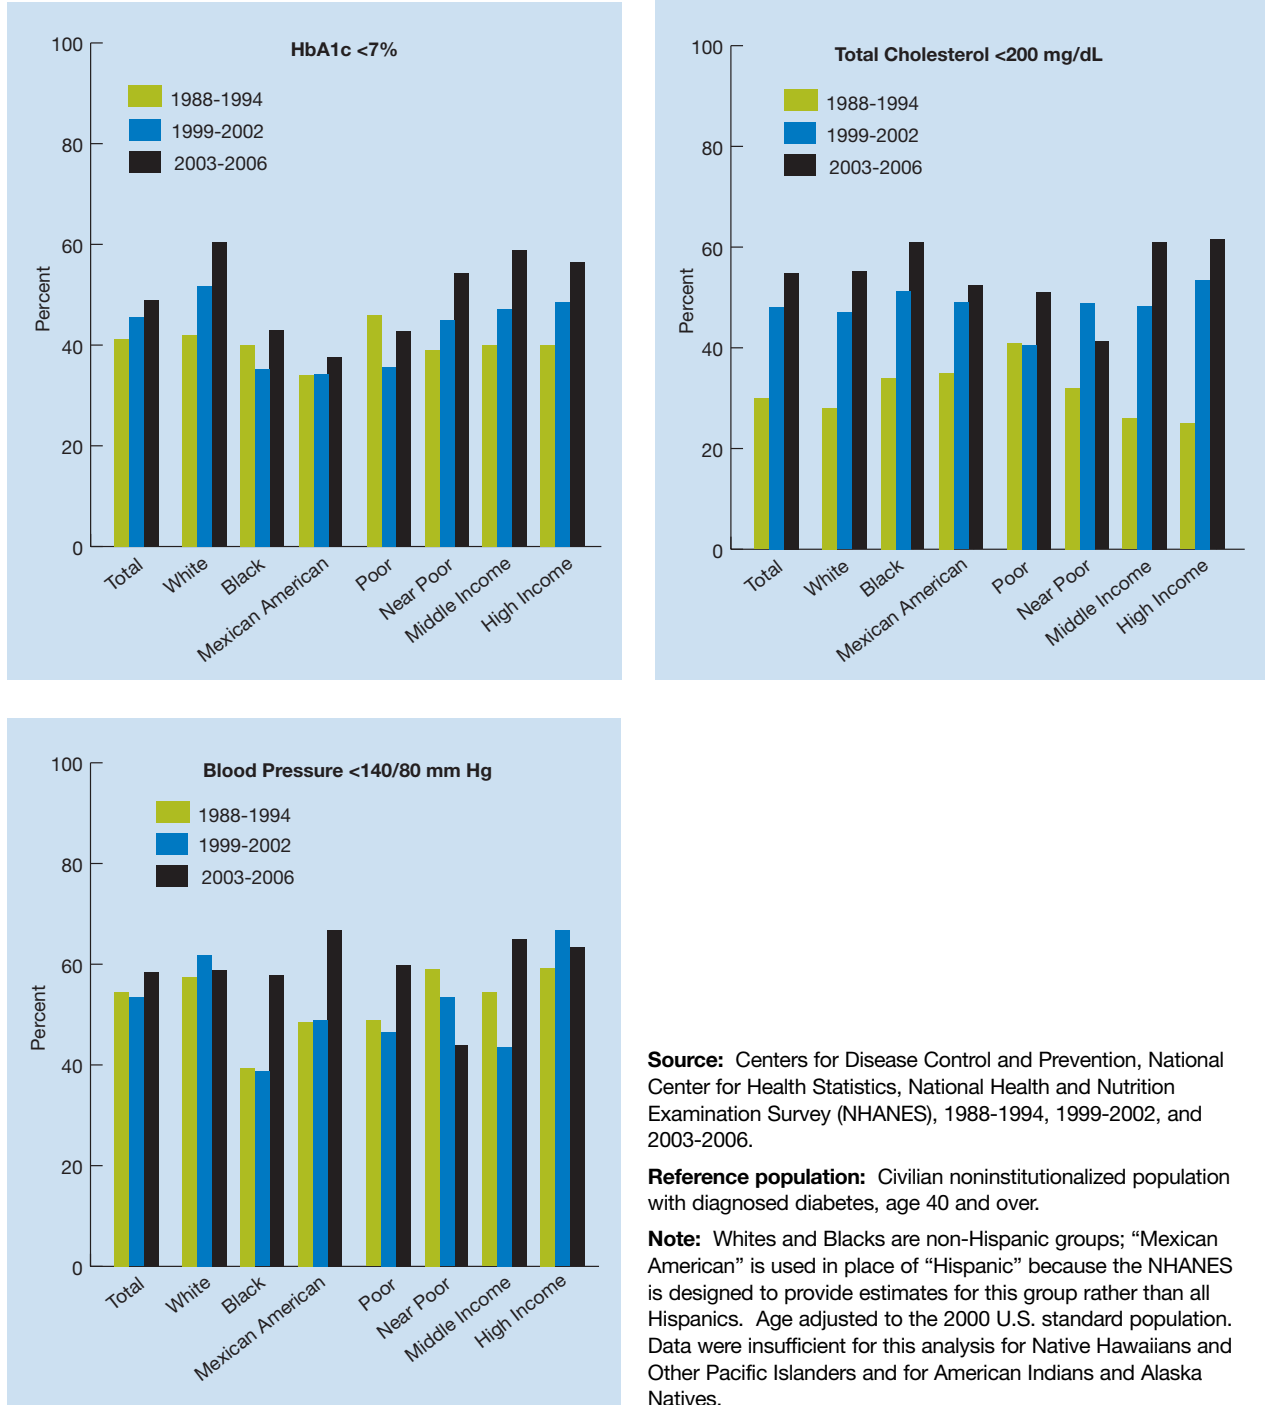 HbA1c <7%
100
80
60
40
20
0
Percent
1988-1994
1999-2002
2003-2006
Total
White
Black
Mexican American
Poor
Near Poor
Middle Income
High Income
Total Cholesterol <200 mg/dL
100
80
60
40
20
0
Percent
1988-1994
1999-2002
2003-2006
Total
White
Black
Mexican American
Poor
Near Poor
Middle Income
High Income
Blood Pressure <140/80 mm Hg
100
80
60
40
20
0
Percent
1988-1994
1999-2002
2003-2006
Total
White
Black
Mexican American
Poor
Near Poor
Middle Income
High Income
Source: Centers for Disease Control and Prevention, National
Center for Health Statistics, National Health and Nutrition
Examination Survey (NHANES), 1988-1994, 1999-2002, and
2003-2006.
Reference population: Civilian noninstitutionalized population
with diagnosed diabetes, age 40 and over.
Note: Whites and Blacks are non-Hispanic groups; “Mexican
American” is used in place of “Hispanic” because the NHANES
is designed to provide estimates for this group rather than all
Hispanics. Age adjusted to the 2000 U.S. standard population.
Data were insufficient for this analysis for Native Hawaiians and
Other Pacific Islanders and for American Indians and Alaska
Natives.